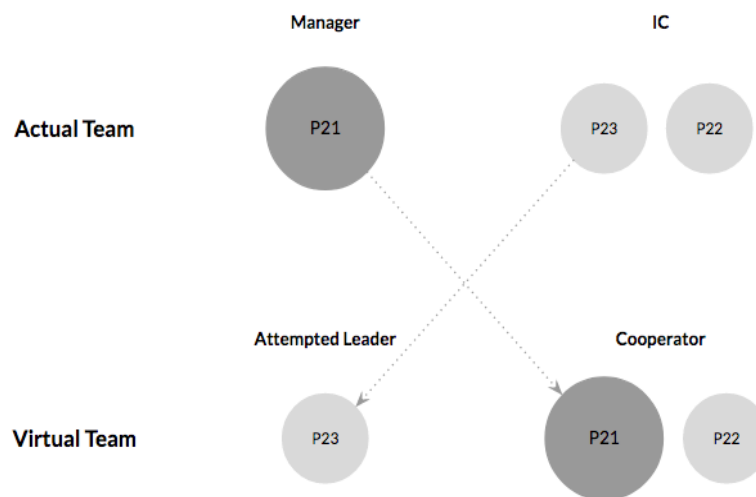 Manager
IC
Actual Team
P21
P23
P22
Attempted Leader
Cooperator
Virtual Team
P23
P21
P22